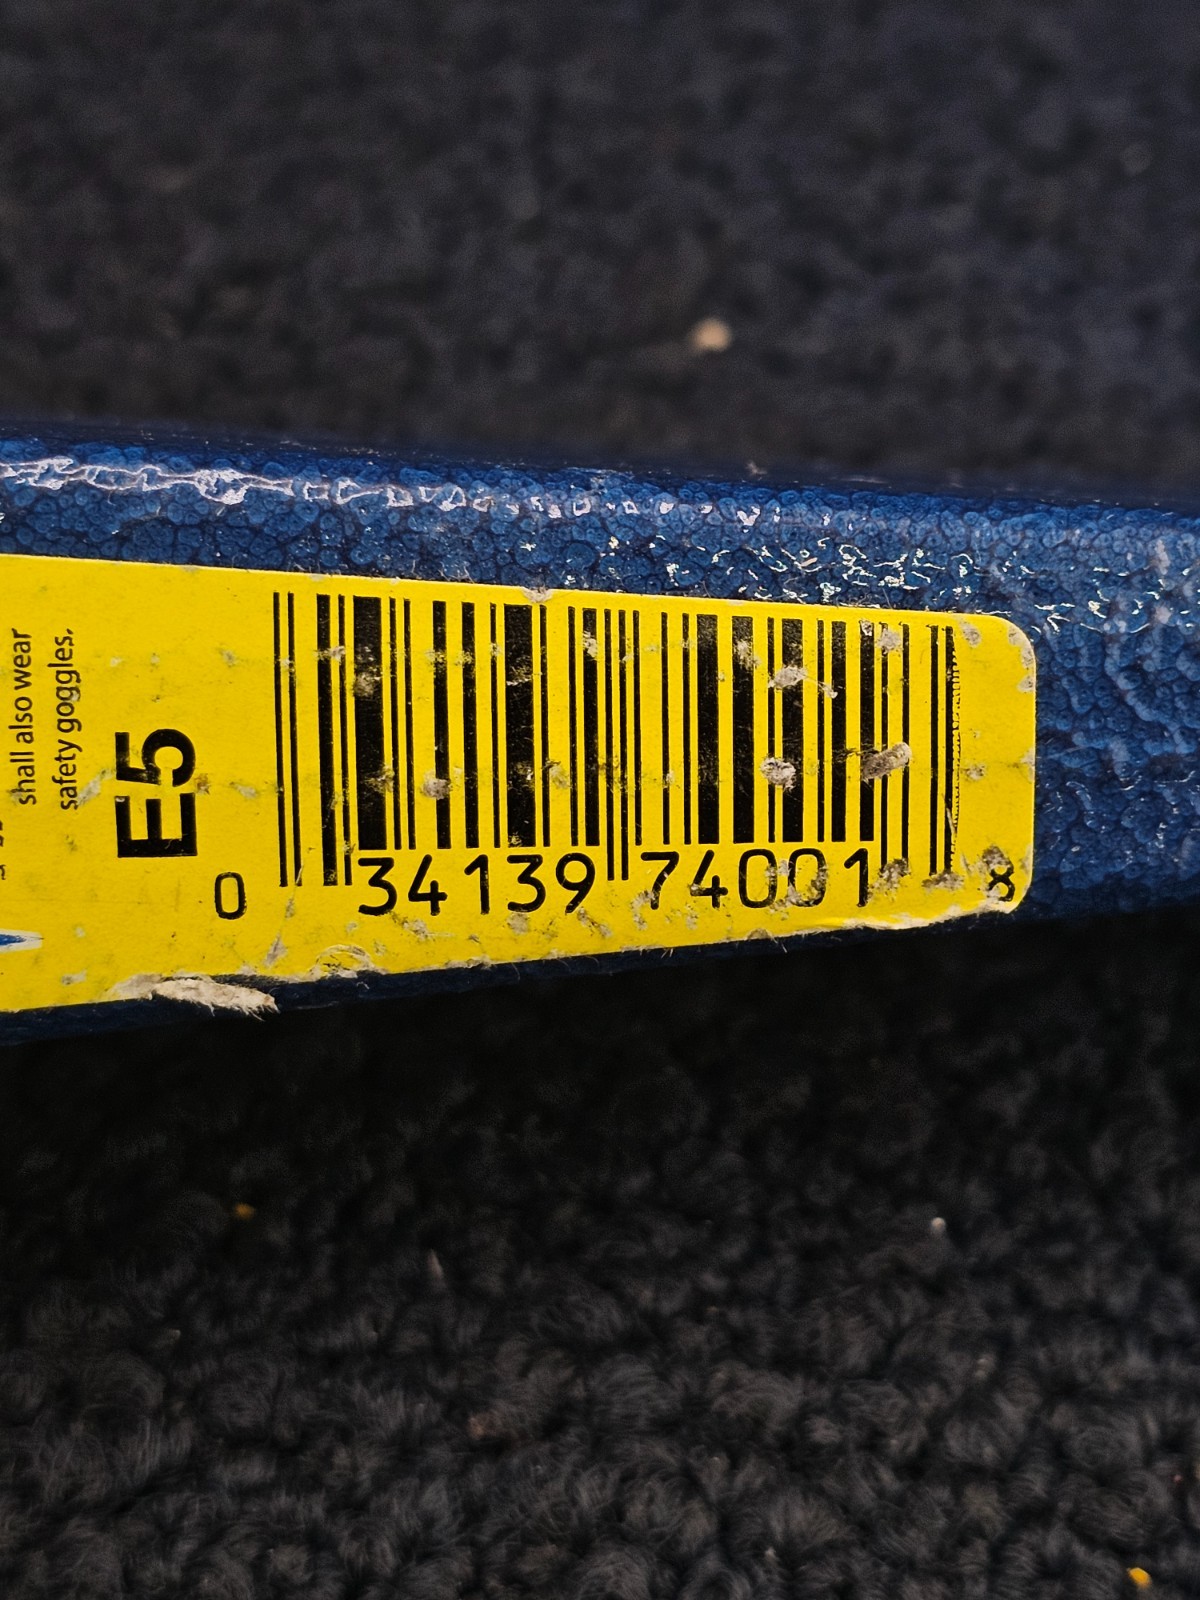 shall also wear
safety goggles.
E5
0 34139 74001 8